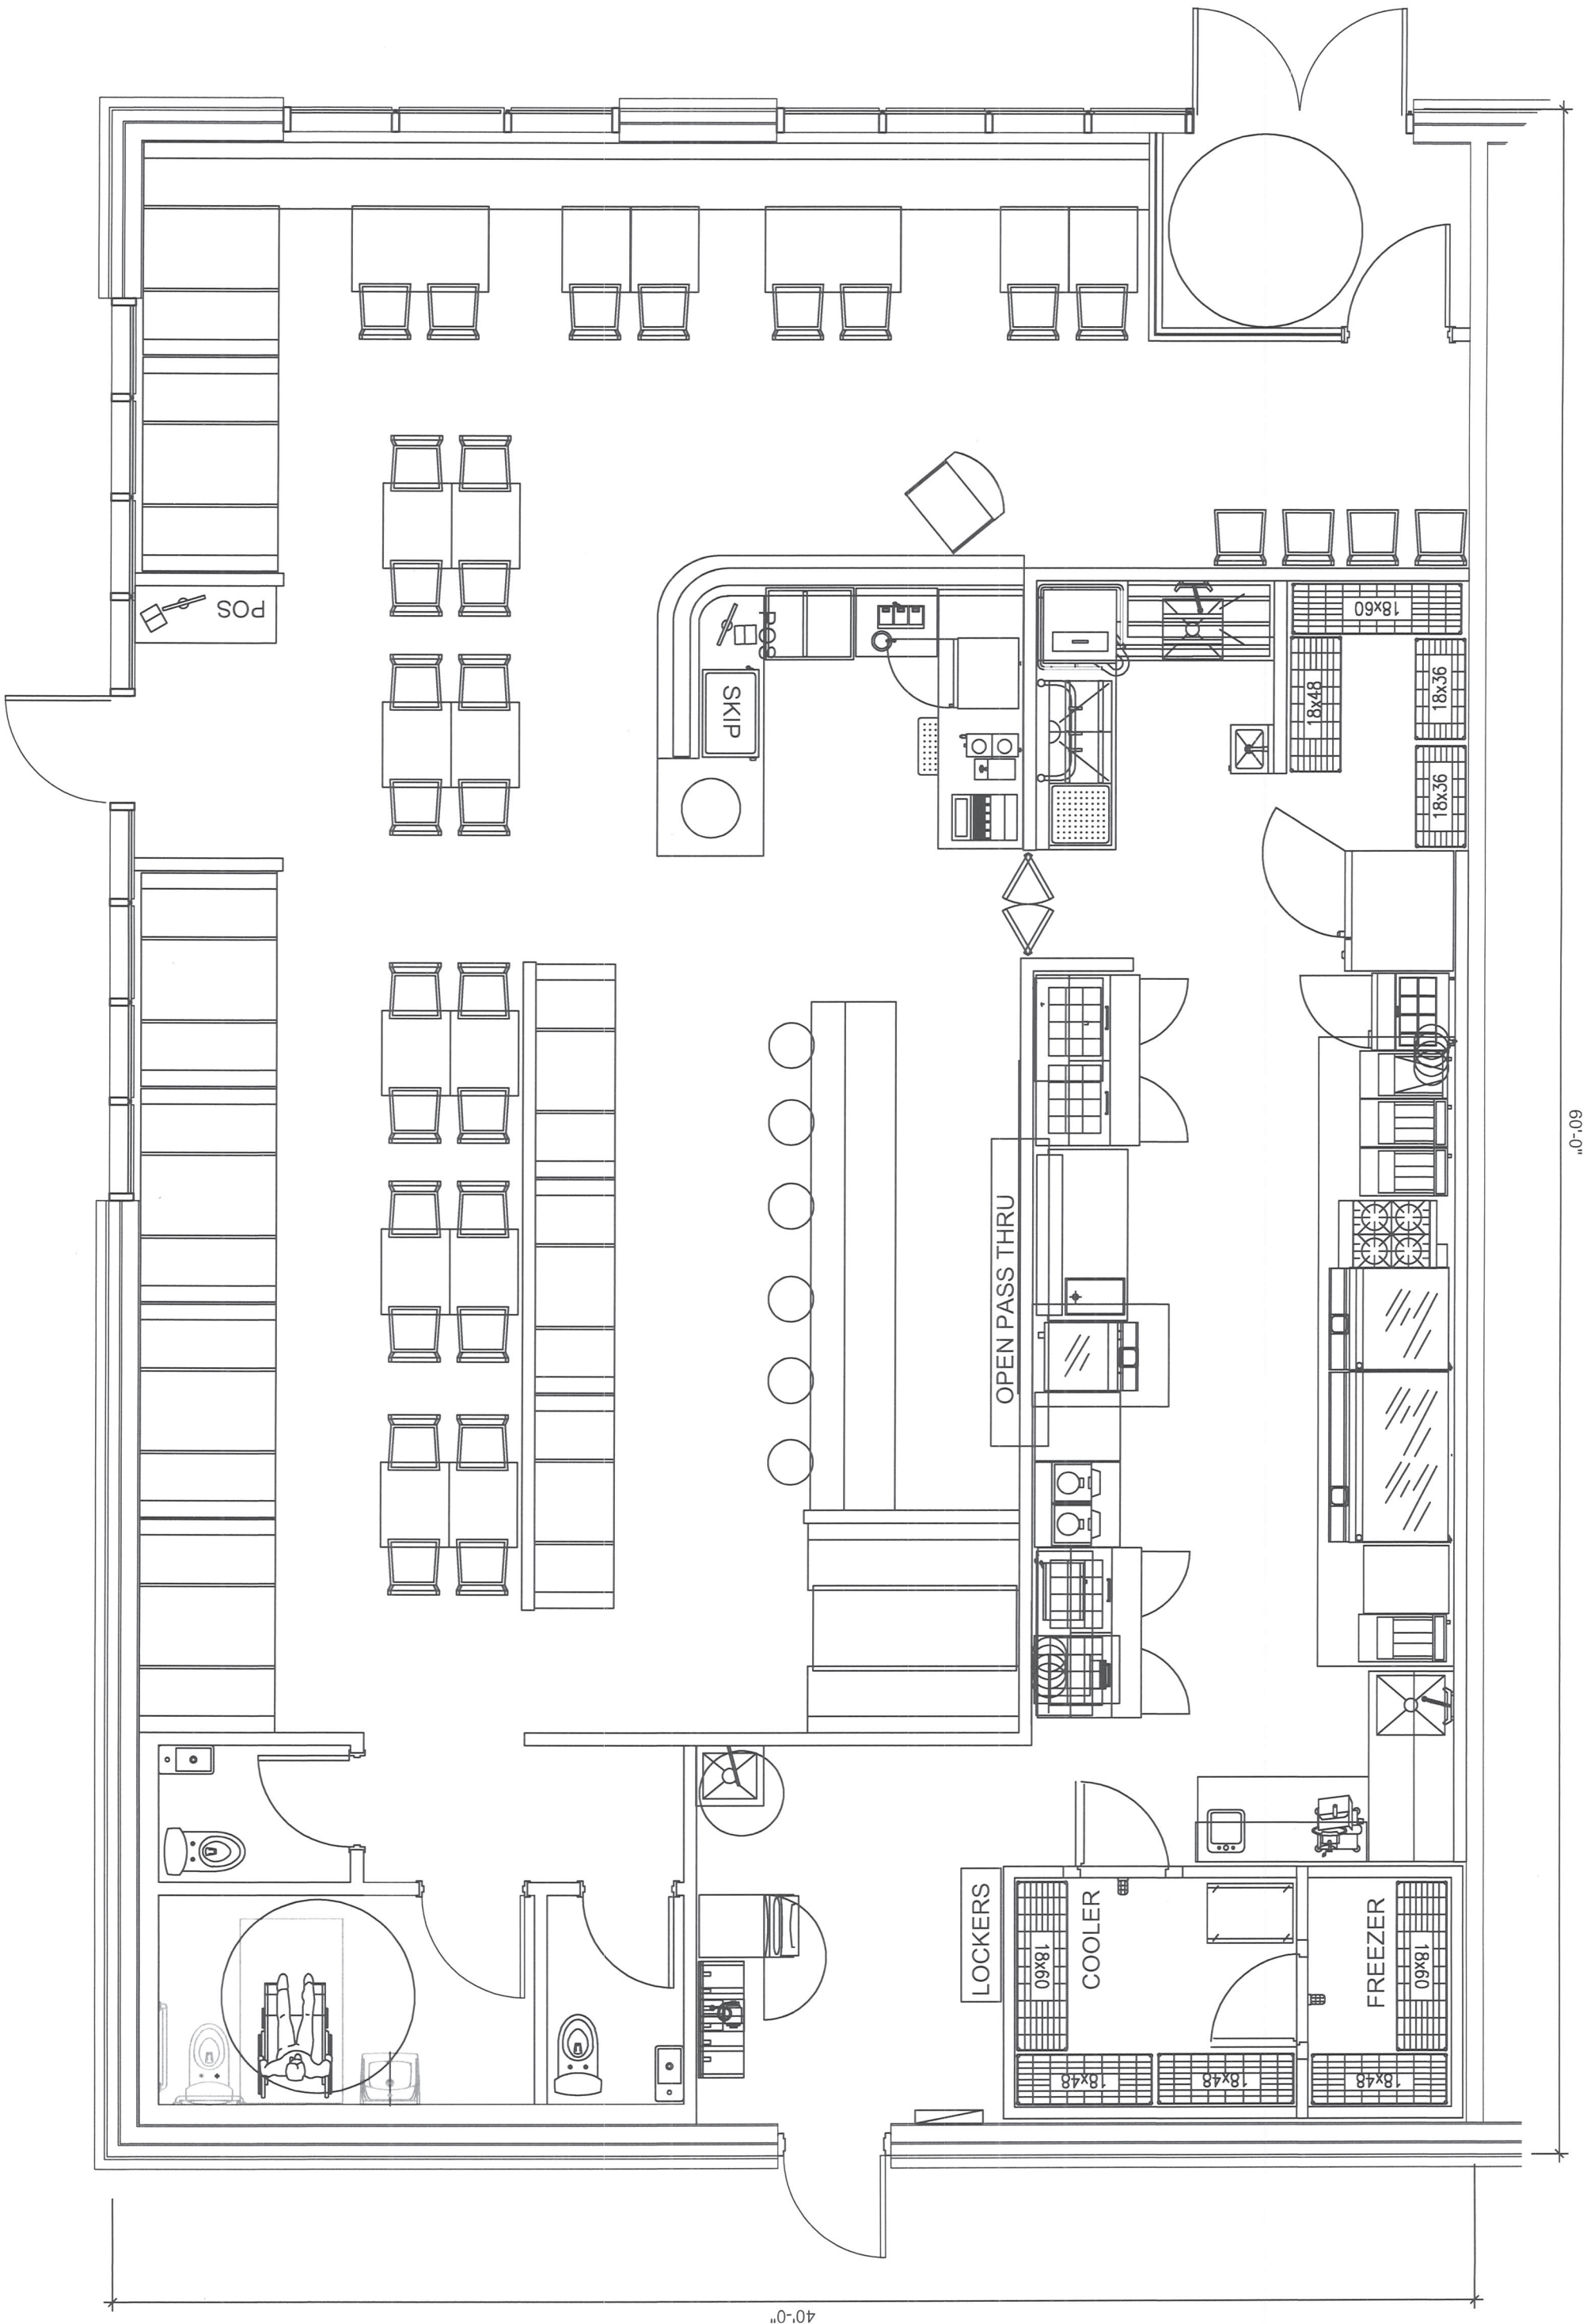 POS
POS
SKIP
18x60
18x48
18x36
18x36
60'-0"
OPEN PASS THRU
LOCKERS
COOLER
FREEZER
18x60
18x60
18x48
18x48
18x48
40'-0"